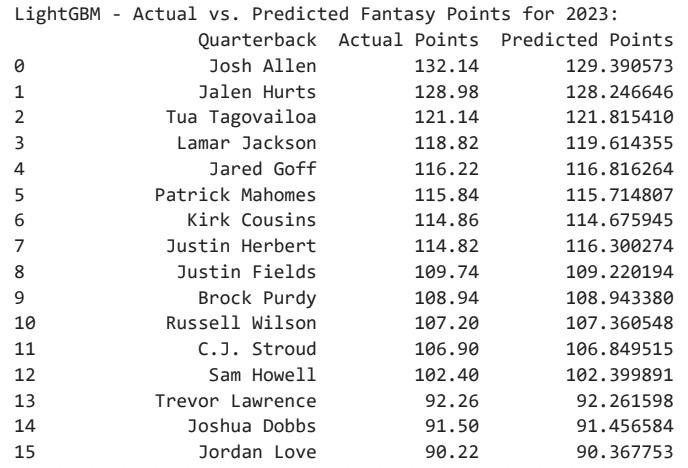 LightGBM - Actual vs. Predicted Fantasy Points for 2023:
Quarterback Actual Points Predicted Points
0 Josh Allen 132.14 129.390573
1 Jalen Hurts 128.98 128.246646
2 Tua Tagovailoa 121.14 121.815410
3 Lamar Jackson 118.82 119.614355
4 Jared Goff 116.22 116.816264
5 Patrick Mahomes 115.84 115.714807
6 Kirk Cousins 114.86 114.675945
7 Justin Herbert 114.82 116.300274
8 Justin Fields 109.74 109.220194
9 Brock Purdy 108.94 108.943380
10 Russell Wilson 107.20 107.360548
11 C.J. Stroud 106.90 106.849515
12 Sam Howell 102.40 102.399891
13 Trevor Lawrence 92.26 92.261598
14 Joshua Dobbs 91.50 91.456584
15 Jordan Love 90.22 90.367753